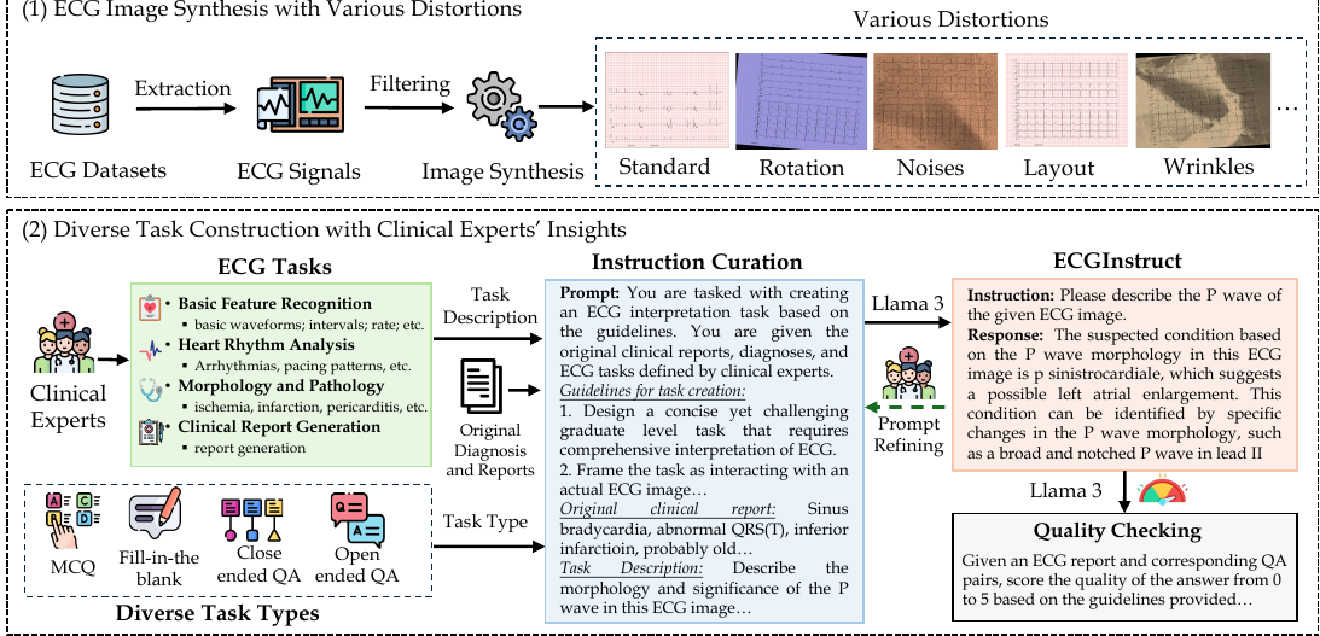 (1) ECG Image Synthesis with Various Distortions
Various Distortions
Extraction
Filtering
ECG Datasets
ECG Signals
Image Synthesis
Standard
Rotation
Noises
Layout
Wrinkles
...
(2) Diverse Task Construction with Clinical Experts' Insights
ECG Tasks
Clinical
Experts
• Basic Feature Recognition
▪ basic waveforms; intervals; rate; etc.
• Heart Rhythm Analysis
▪ Arrhythmias, pacing patterns, etc.
• Morphology and Pathology
▪ ischemia, infarction, pericarditis, etc.
• Clinical Report Generation
▪ report generation
A= C=
B= D=
MCQ
Fill-in-the
blank
Close
ended QA
Q=
A=
Open
ended QA
Diverse Task Types
Task
Description
Original
Diagnosis
and Reports
Task Type
Instruction Curation
Prompt: You are tasked with creating
an ECG interpretation task based on
the guidelines. You are given the
original clinical reports, diagnoses, and
ECG tasks defined by clinical experts.
Guidelines for task creation:
1. Design a concise yet challenging
graduate level task that requires
comprehensive interpretation of ECG.
2. Frame the task as interacting with an
actual ECG image…
Original clinical report: Sinus
bradycardia, abnormal QRS(T), inferior
infarctioin, probably old…
Task Description: Describe the
morphology and significance of the P
wave in this ECG image…
Llama 3
Prompt
Refining
ECGInstruct
Instruction: Please describe the P wave of
the given ECG image.
Response: The suspected condition based
on the P wave morphology in this ECG
image is p sinistrocardiale, which suggests
a possible left atrial enlargement. This
condition can be identified by specific
changes in the P wave morphology, such
as a broad and notched P wave in lead II
Llama 3
Quality Checking
Given an ECG report and corresponding QA
pairs, score the quality of the answer from 0
to 5 based on the guidelines provided…